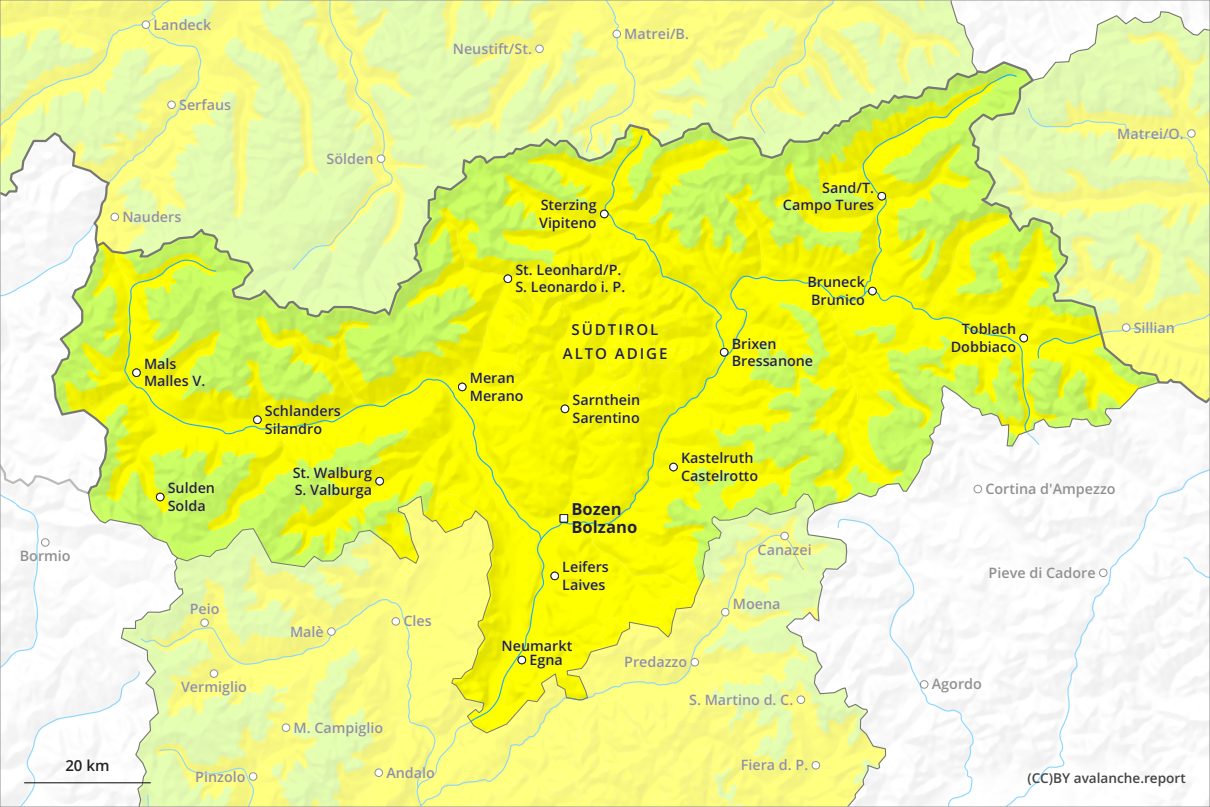 Landeck
Matrei/B.
Neustift/St.
Serfaus
Matrei/O.
Sölden
Sand/T.
Campo Tures
Nauders
Sterzing
Vipiteno
St. Leonhard/P.
S. Leonardo i. P.
Bruneck
Brunico
SÜDTIROL
ALTO ADIGE
Toblach
Dobbiaco
Sillian
Brixen
Bressanone
Mals
Malles V.
Meran
Merano
Sarnthein
Sarentino
Schlanders
Silandro
Kastelruth
Castelrotto
St. Walburg
S. Valburga
Sulden
Solda
Cortina d'Ampezzo
Bozen
Bolzano
Bormio
Canazei
Leifers
Laives
Pieve di Cadore
Peio
Moena
Malè
Cles
Neumarkt
Egna
Predazzo
Vermiglio
Agordo
S. Martino d. C.
M. Campiglio
20 km
Pinzolo
Andalo
Fiera d. P.
(CC)BY avalanche.report